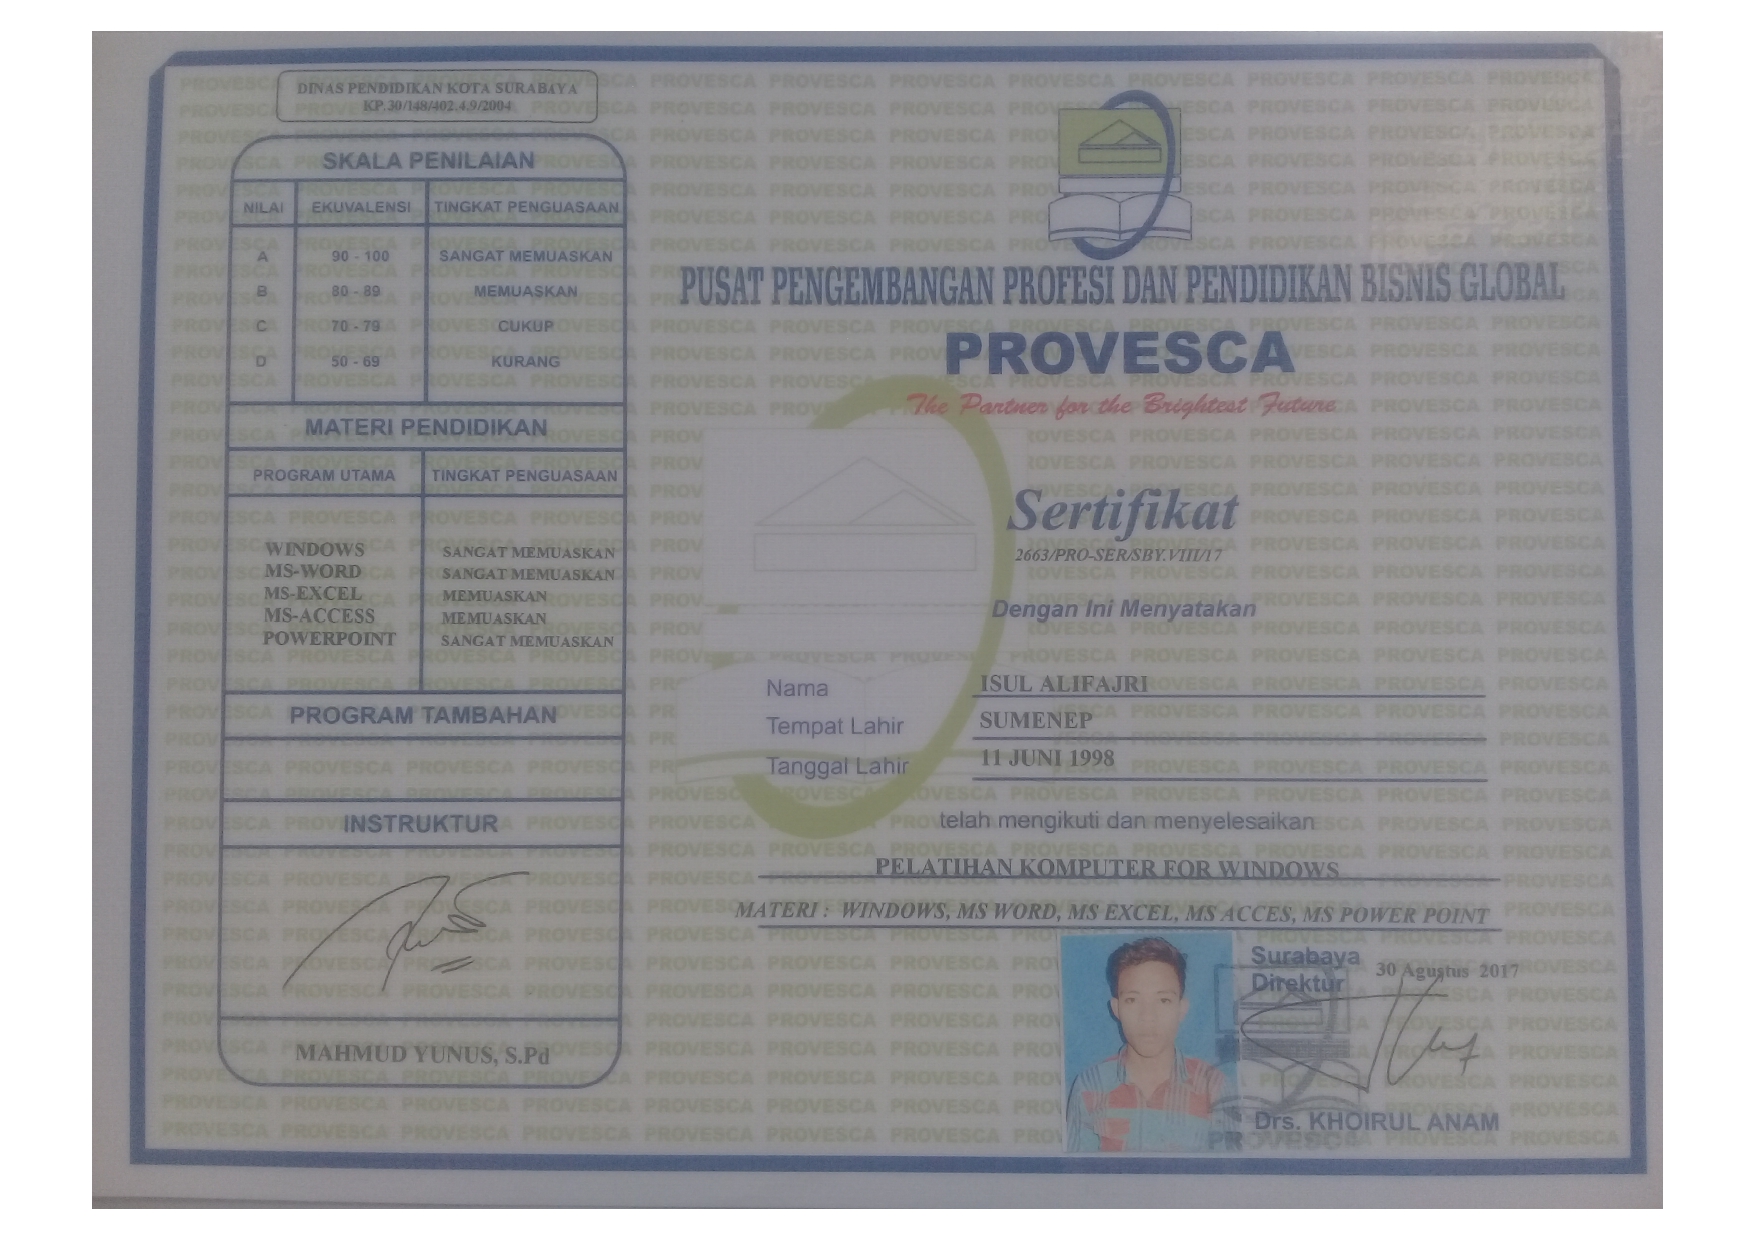 DINAS PENDIDIKAN KOTA SURABAYA
KP.30/148/402.4.9/2004
SKALA PENILAIAN
NILAI EKUVALENSI TINGKAT PENGUASAAN
A 90 - 100 SANGAT MEMUASKAN
B 80 - 89 MEMUASKAN
C 70 - 79 CUKUP
D 50 - 69 KURANG
MATERI PENDIDIKAN
PROGRAM UTAMA TINGKAT PENGUASAAN
WINDOWS SANGAT MEMUASKAN
MS-WORD SANGAT MEMUASKAN
MS-EXCEL MEMUASKAN
MS-ACCESS MEMUASKAN
POWERPOINT SANGAT MEMUASKAN
PROGRAM TAMBAHAN
INSTRUKTUR
MAHMUD YUNUS, S.Pd
PUSAT PENGEMBANGAN PROFESI DAN PENDIDIKAN BISNIS GLOBAL
PROVESCA
The Partner for the Brightest Future
Sertifikat
2663/PRO-SER/SBY.VIII/17
Dengan Ini Menyatakan
Nama ISUL ALIFAJRI
Tempat Lahir SUMENEP
Tanggal Lahir 11 JUNI 1998
telah mengikuti dan menyelesaikan
PELATIHAN KOMPUTER FOR WINDOWS
MATERI : WINDOWS, MS WORD, MS EXCEL, MS ACCES, MS POWER POINT
Surabaya 30 Agustus 2017
Direktur
Drs. KHOIRUL ANAM
PROVESCA